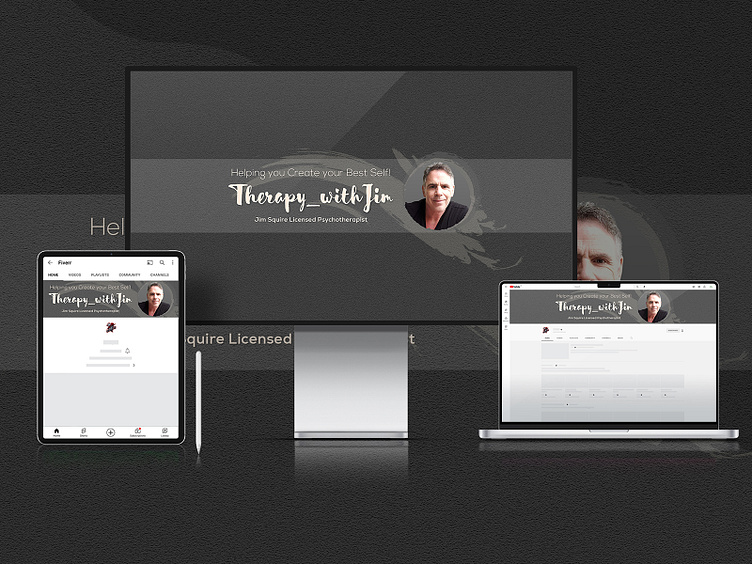 Helping you Create your Best Self!
Therapy_withJim
Jim Squire Licensed Psychotherapist
Hel
squire Licensed
t
Fiverr
HOME VIDEOS PLAYLISTS COMMUNITY CHANNELS
Helping you Create your Best Self!
Therapy_withJim
Jim Squire Licensed Psychotherapist
Home
Shorts
Subscriptions
Library
Helping you Create your Best Self!
Therapy_withJim
Jim Squire Licensed Psychotherapist